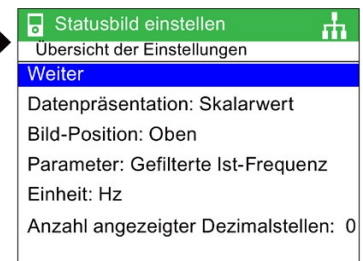 Statusbild einstellen
Übersicht der Einstellungen
Weiter
Datenpräsentation: Skalarwert
Bild-Position: Oben
Parameter: Gefilterte Ist-Frequenz
Einheit: Hz
Anzahl angezeigter Dezimalstellen: 0